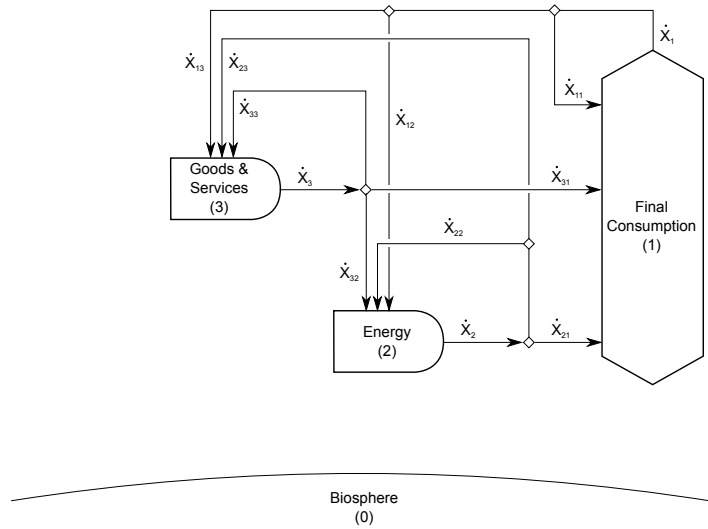 Ẋ₁
Ẋ₁₃
Ẋ₂₃
Ẋ₁₁
Ẋ₃₃
Ẋ₁₂
Goods &
Services
(3)
Ẋ₃
Ẋ₃₁
Final
Consumption
(1)
Ẋ₂₂
Ẋ₃₂
Energy
(2)
Ẋ₂
Ẋ₂₁
Biosphere
(0)